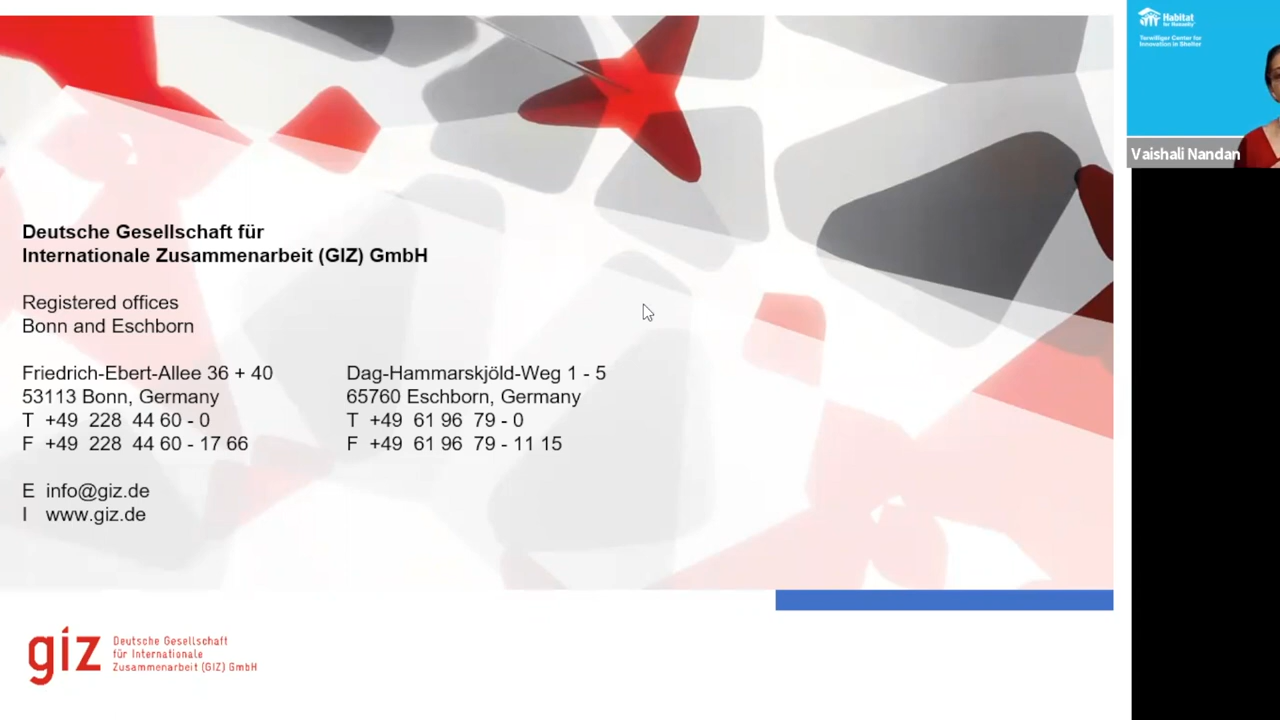 Deutsche Gesellschaft für
Internationale Zusammenarbeit (GIZ) GmbH
Registered offices
Bonn and Eschborn
Friedrich-Ebert-Allee 36 + 40
53113 Bonn, Germany
T +49 228 44 60 - 0
F +49 228 44 60 - 17 66
Dag-Hammarskjöld-Weg 1 - 5
65760 Eschborn, Germany
T +49 61 96 79 - 0
F +49 61 96 79 - 11 15
E info@giz.de
I www.giz.de
giz
Deutsche Gesellschaft
für Internationale
Zusammenarbeit (GIZ) GmbH
Habitat
for Humanity
Terwilliger Center for
Innovation in Shelter
Vaishali Nandan